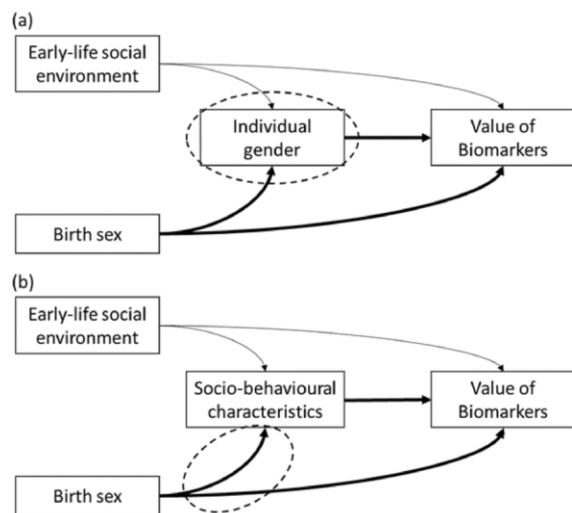 (a)
Early-life social
environment
Individual
gender
Value of
Biomarkers
Birth sex
(b)
Early-life social
environment
Socio-behavioural
characteristics
Value of
Biomarkers
Birth sex